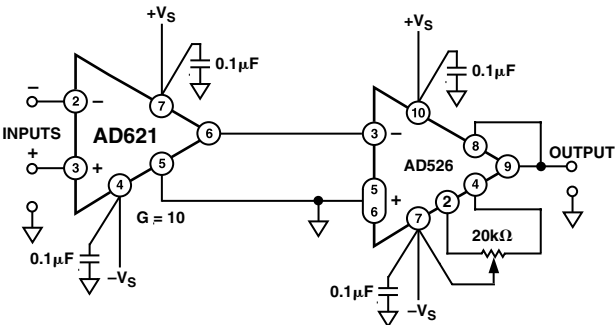 +VS
0.1µF
7
−
2
−
INPUTS
AD621
6
+
3
+
5
4
G = 10
0.1µF
−VS
+VS
0.1µF
10
3
−
8
AD526
9
OUTPUT
5
6
+
4
2
7
20kΩ
0.1µF
−VS